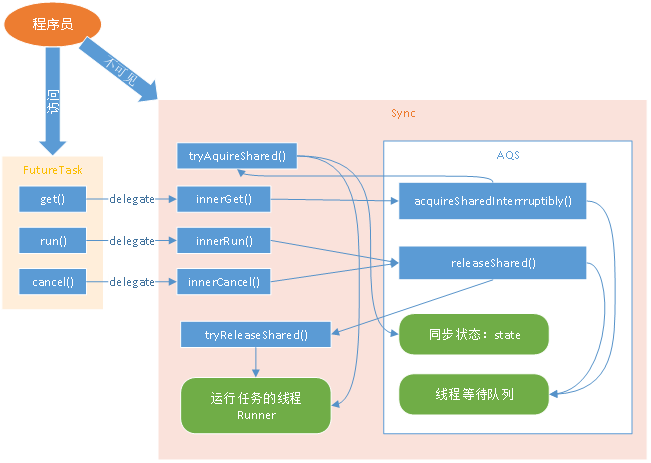 程序员
访问
不可见
Sync
FutureTask
get()
run()
cancel()
delegate
delegate
delegate
tryAquireShared()
innerGet()
innerRun()
innerCancel()
tryReleaseShared()
运行任务的线程
Runner
AQS
acquireSharedInterrruptibly()
releaseShared()
同步状态：state
线程等待队列